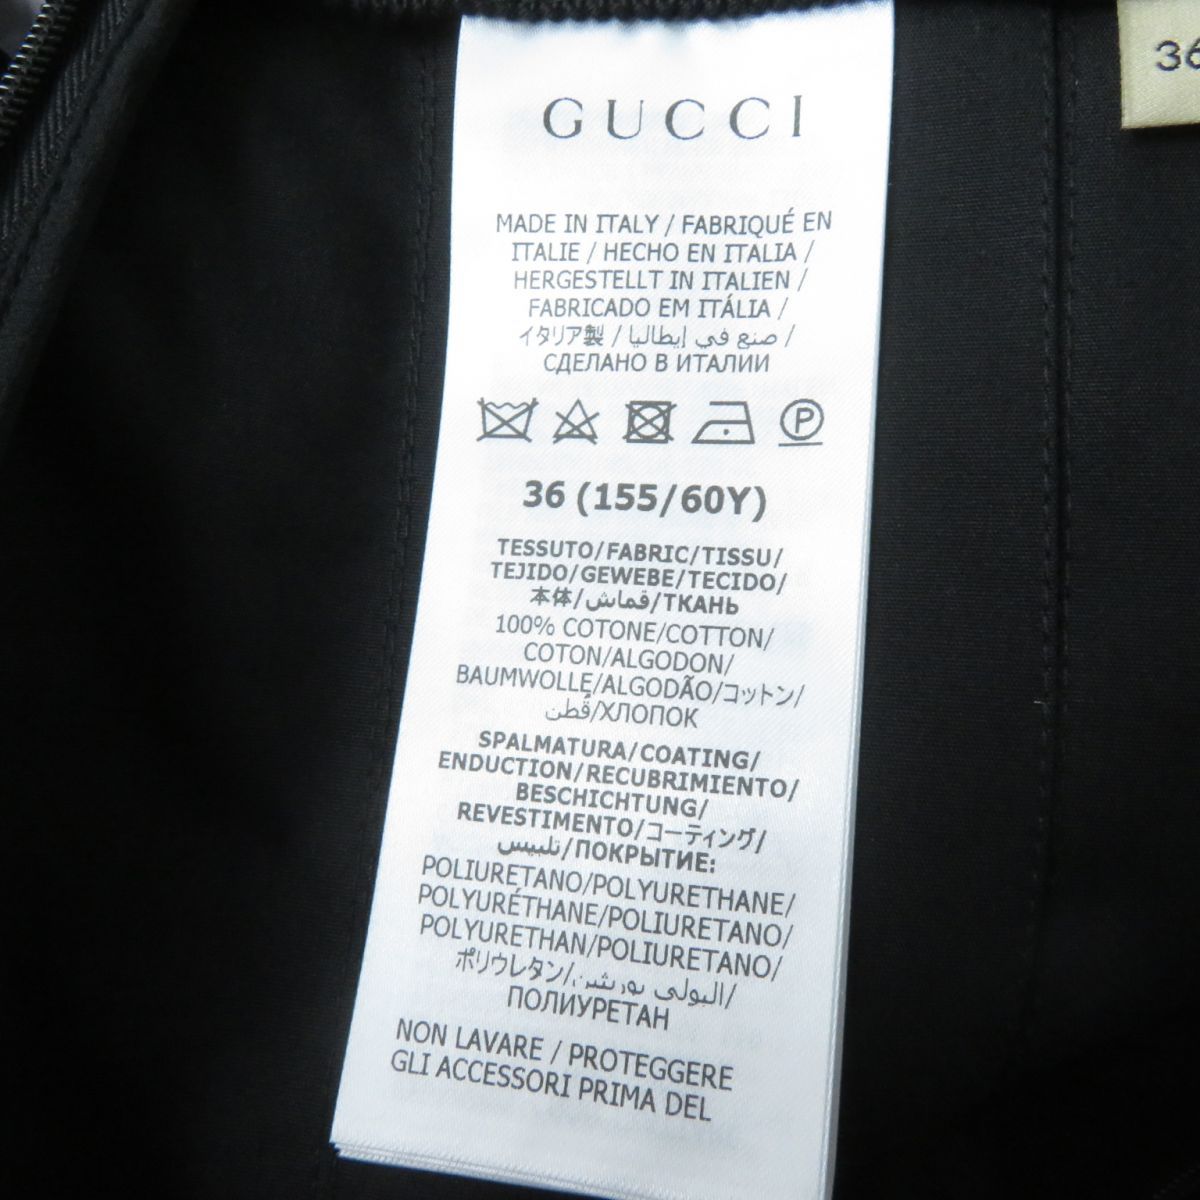 GUCCI
36
MADE IN ITALY / FABRIQUÉ EN
ITALIE / HECHO EN ITALIA /
HERGESTELLT IN ITALIEN /
FABRICADO EM ITÁLIA /
イタリア製 / صنع في إيطاليا /
СДЕЛАНО В ИТАЛИИ
P
36 (155/60Y)
TESSUTO/FABRIC/TISSU/
TEJIDO/GEWEBE/TECIDO/
本体/قماش/ТКАНЬ
100% COTONE/COTTON/
COTON/ALGODON/
BAUMWOLLE/ALGODÃO/コットン/
قطن/ХЛОПОК
SPALMATURA/COATING/
ENDUCTION/RECUBRIMIENTO/
BESCHICHTUNG/
REVESTIMENTO/コーティング/
تلبيس/ПОКРЫТИЕ:
POLIURETANO/POLYURETHANE/
POLYURÉTHANE/POLIURETANO/
POLYURETHAN/POLIURETANO/
ポリウレタン/البولى يورشين/
ПОЛИУРЕТАН
NON LAVARE / PROTEGGERE
GLI ACCESSORI PRIMA DEL